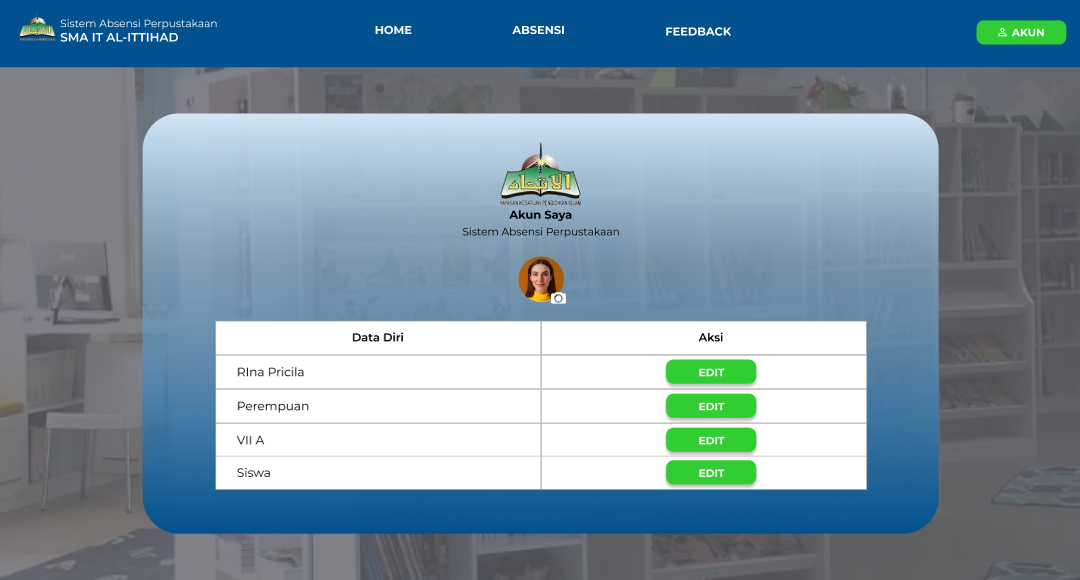 Sistem Absensi Perpustakaan
SMA IT AL-ITTIHAD
HOME
ABSENSI
FEEDBACK
AKUN
الاتحاد
YAYASAN KESATUAN PENDIDIKAN ISLAM
Akun Saya
Sistem Absensi Perpustakaan
Data Diri
Aksi
RIna Pricila
EDIT
Perempuan
EDIT
VII A
EDIT
Siswa
EDIT